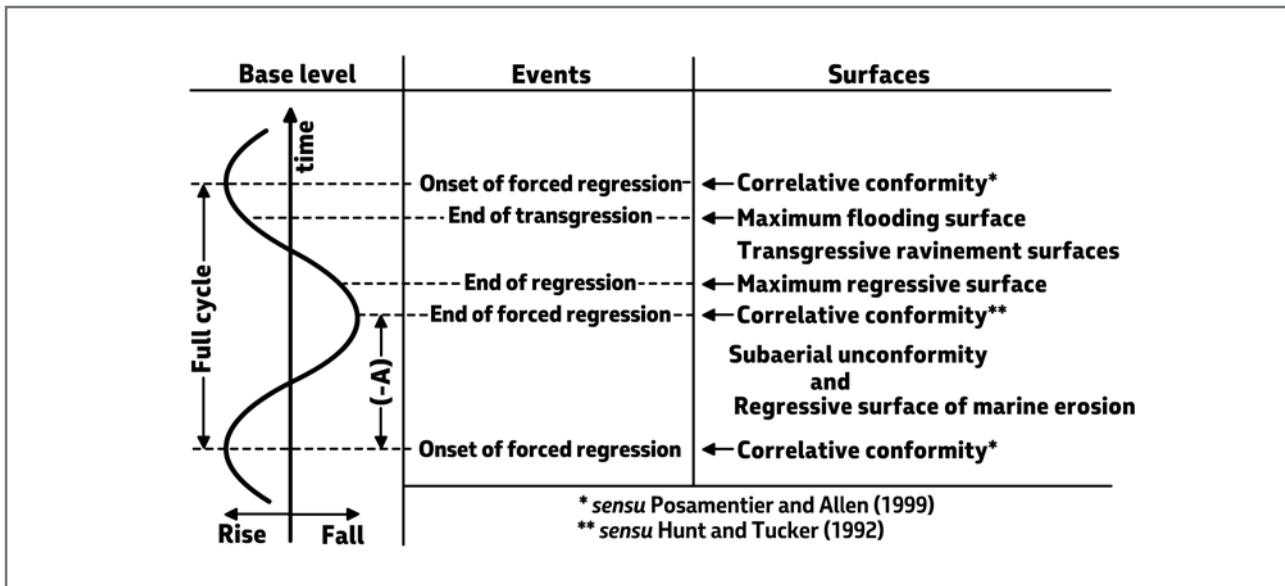 Base level
Events
Surfaces
time
Onset of forced regression
Correlative conformity*
End of transgression
Maximum flooding surface
Transgressive ravinement surfaces
End of regression
Maximum regressive surface
End of forced regression
Correlative conformity**
Full cycle
(-A)
Subaerial unconformity
and
Regressive surface of marine erosion
Onset of forced regression
Correlative conformity*
Rise
Fall
* sensu Posamentier and Allen (1999)
** sensu Hunt and Tucker (1992)